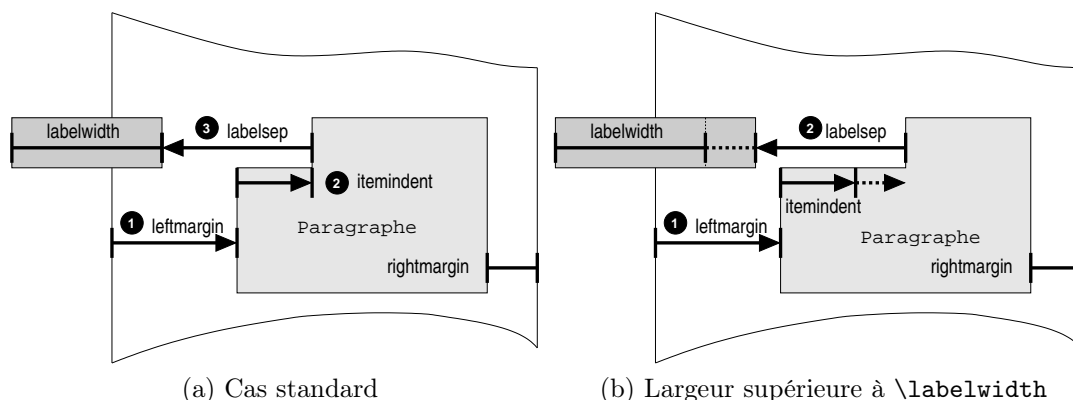 labelwidth
3 labelsep
2 itemindent
1 leftmargin
Paragraphe
rightmargin
(a) Cas standard
labelwidth
2 labelsep
itemindent
1 leftmargin
Paragraphe
rightmargin
(b) Largeur supérieure à \labelwidth